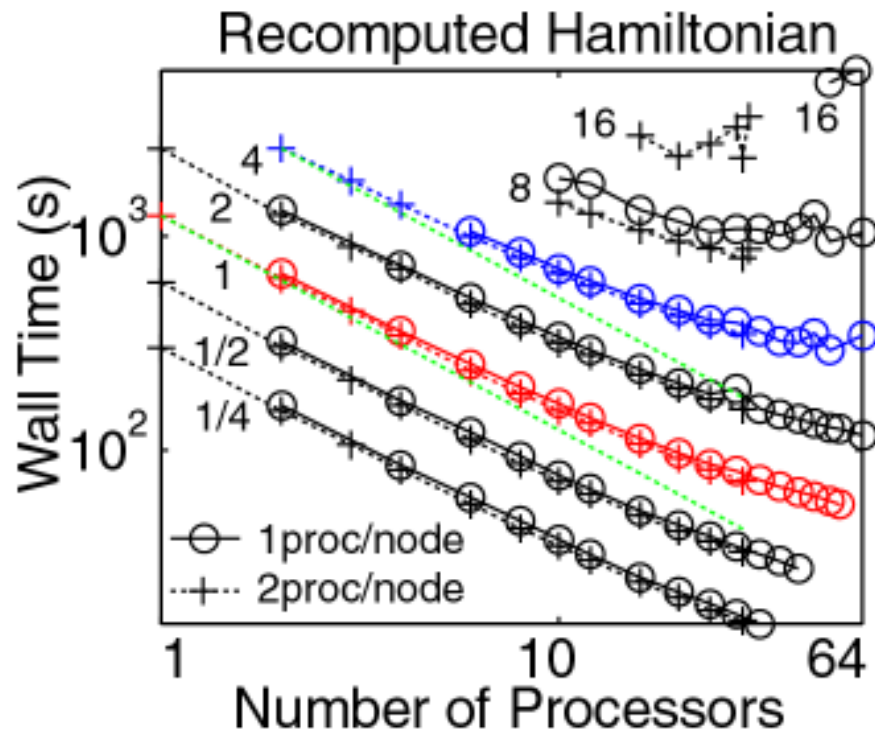 Recomputed Hamiltonian
Wall Time (s)
10³
10²
16
16
8
4
2
1
1/2
1/4
1proc/node
2proc/node
1
10
64
Number of Processors